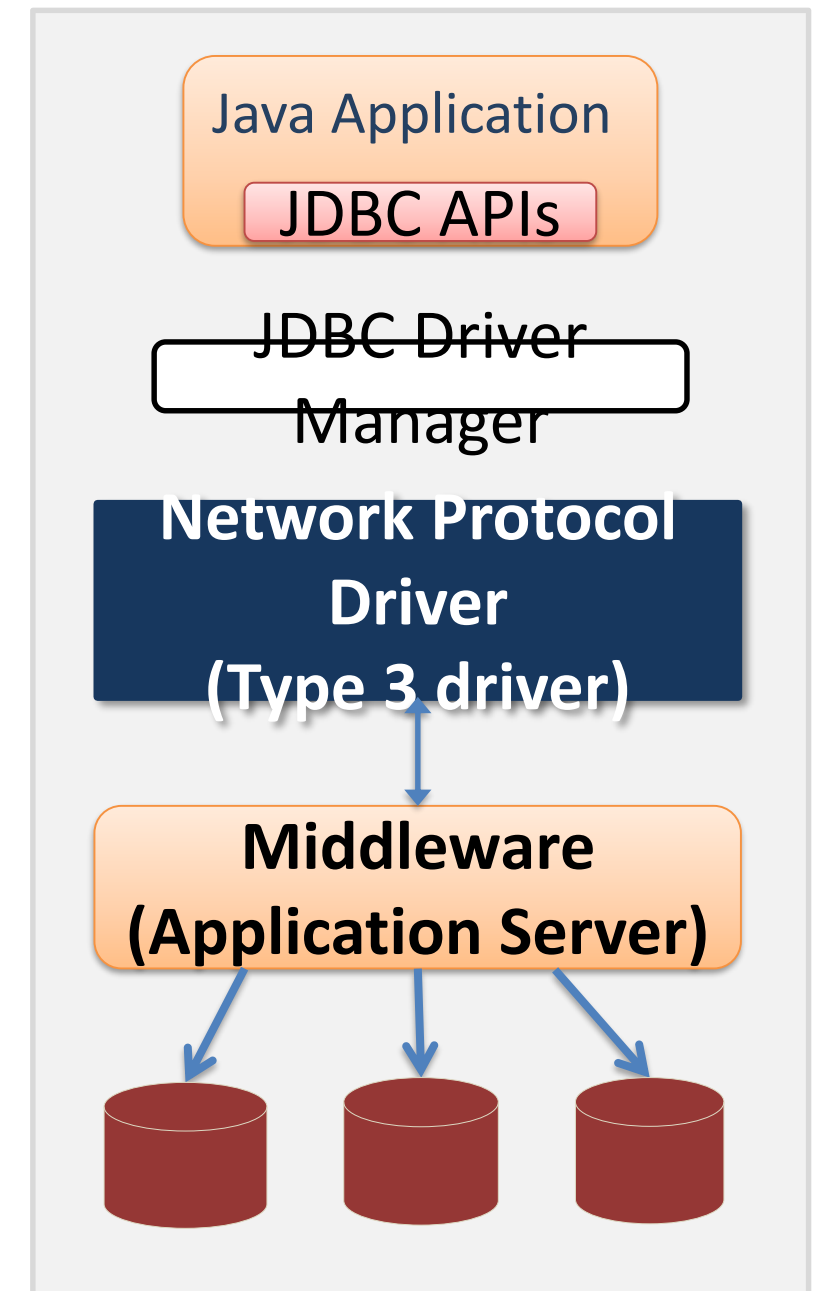 Java Application
JDBC APIs
JDBC Driver
Manager
Network Protocol
Driver
(Type 3 driver)
Middleware
(Application Server)